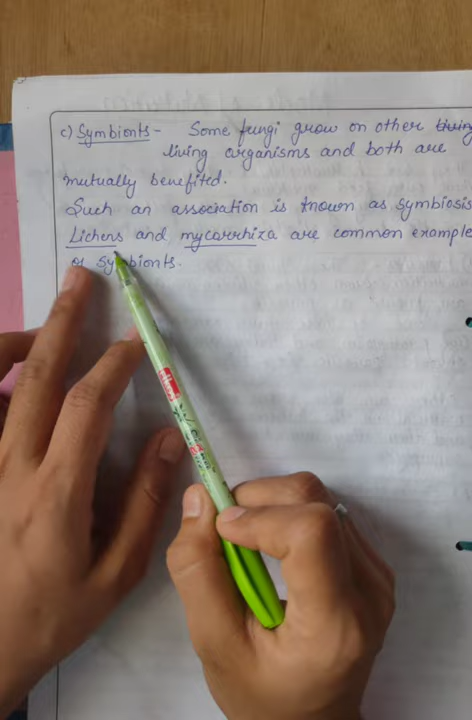 c) Symbionts - Some fungi grow on other living
living organisms and both are
mutually benefited.
Such an association is known as symbiosis
Lichens and mycorrhiza are common example
of symbionts.